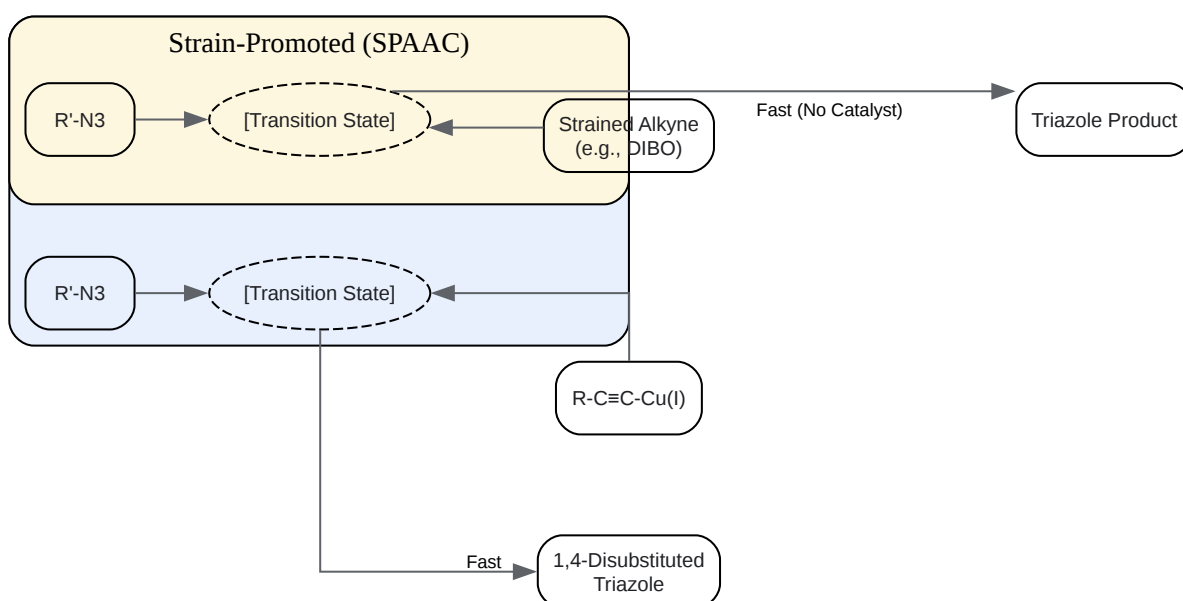 Strain-Promoted (SPAAC)
R'-N3
[Transition State]
Strained Alkyne
(e.g., DIBO)
Fast (No Catalyst)
Triazole Product
R'-N3
[Transition State]
R-C≡C-Cu(I)
Fast
1,4-Disubstituted
Triazole